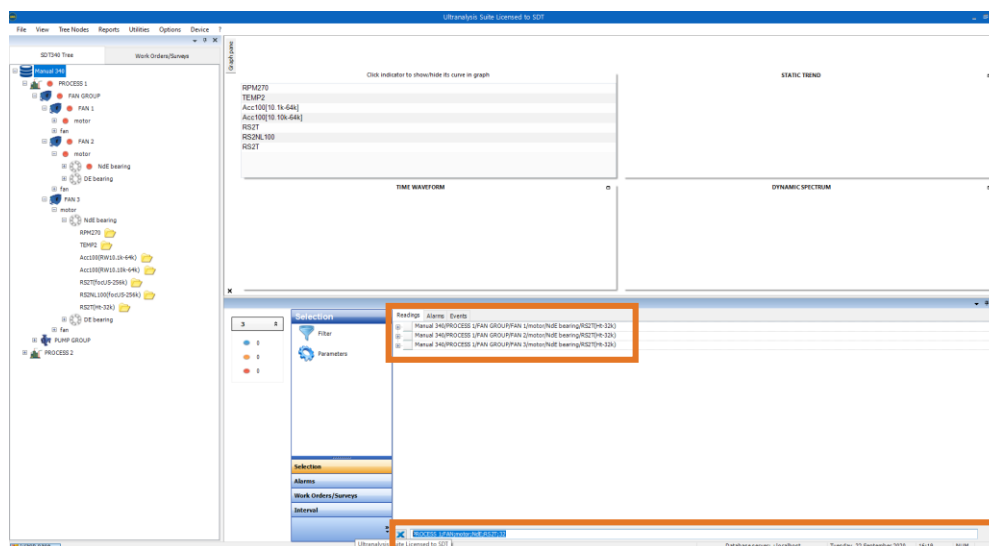 Ultranalysis Suite Licensed to SDT
File View Tree Nodes Reports Utilities Options Device ?
SDT340 Tree
Work Orders/Surveys
Manual 340
PROCESS 1
FAN GROUP
FAN 1
motor
fan
FAN 2
motor
NdE bearing
DE bearing
fan
FAN 3
motor
NdE bearing
RPM270
TEMP2
Acc100(RW10.1k-64k)
Acc100(RW10.10k-64k)
RS2T(focUS-256k)
RS2NL100(focUS-256k)
RS2T(Ht-32k)
DE bearing
fan
PUMP GROUP
PROCESS 2
Graph pane
Click indicator to show/hide its curve in graph
RPM270
TEMP2
Acc100[10.1k-64k]
Acc100[10.10k-64k]
RS2T
RS2NL100
RS2T
STATIC TREND
TIME WAVEFORM
DYNAMIC SPECTRUM
3
0
0
0
Selection
Filter
Parameters
Selection
Alarms
Work Orders/Surveys
Interval
Readings Alarms Events
Manual 340/PROCESS 1/FAN GROUP/FAN 1/motor/NdE bearing/RS2T(Ht-32k)
Manual 340/PROCESS 1/FAN GROUP/FAN 2/motor/NdE bearing/RS2T(Ht-32k)
Manual 340/PROCESS 1/FAN GROUP/FAN 3/motor/NdE bearing/RS2T(Ht-32k)
Ultranalysis Suite Licensed to SDT
Tuesday, 22 September 2020